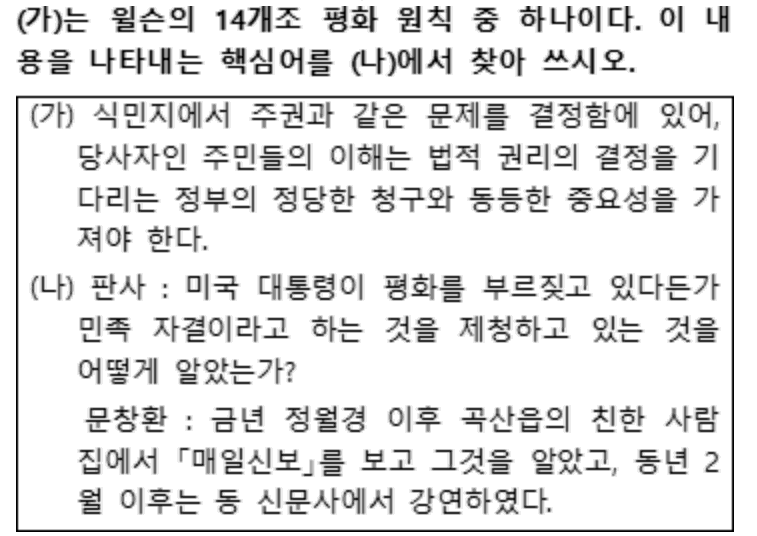 (가)는 윌슨의 14개조 평화 원칙 중 하나이다. 이 내
용을 나타내는 핵심어를 (나)에서 찾아 쓰시오.
(가) 식민지에서 주권과 같은 문제를 결정함에 있어,
당사자인 주민들의 이해는 법적 권리의 결정을 기
다리는 정부의 정당한 청구와 동등한 중요성을 가
져야 한다.
(나) 판사 : 미국 대통령이 평화를 부르짖고 있다든가
민족 자결이라고 하는 것을 제청하고 있는 것을
어떻게 알았는가?
문창환 : 금년 정월경 이후 곡산읍의 친한 사람
집에서 「매일신보」를 보고 그것을 알았고, 동년 2
월 이후는 동 신문사에서 강연하였다.